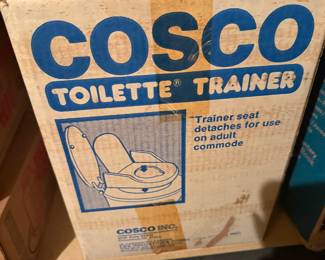 COSCO
TOILETTE® TRAINER
Trainer seat
detaches for use
on adult
commode
COSCO INC.